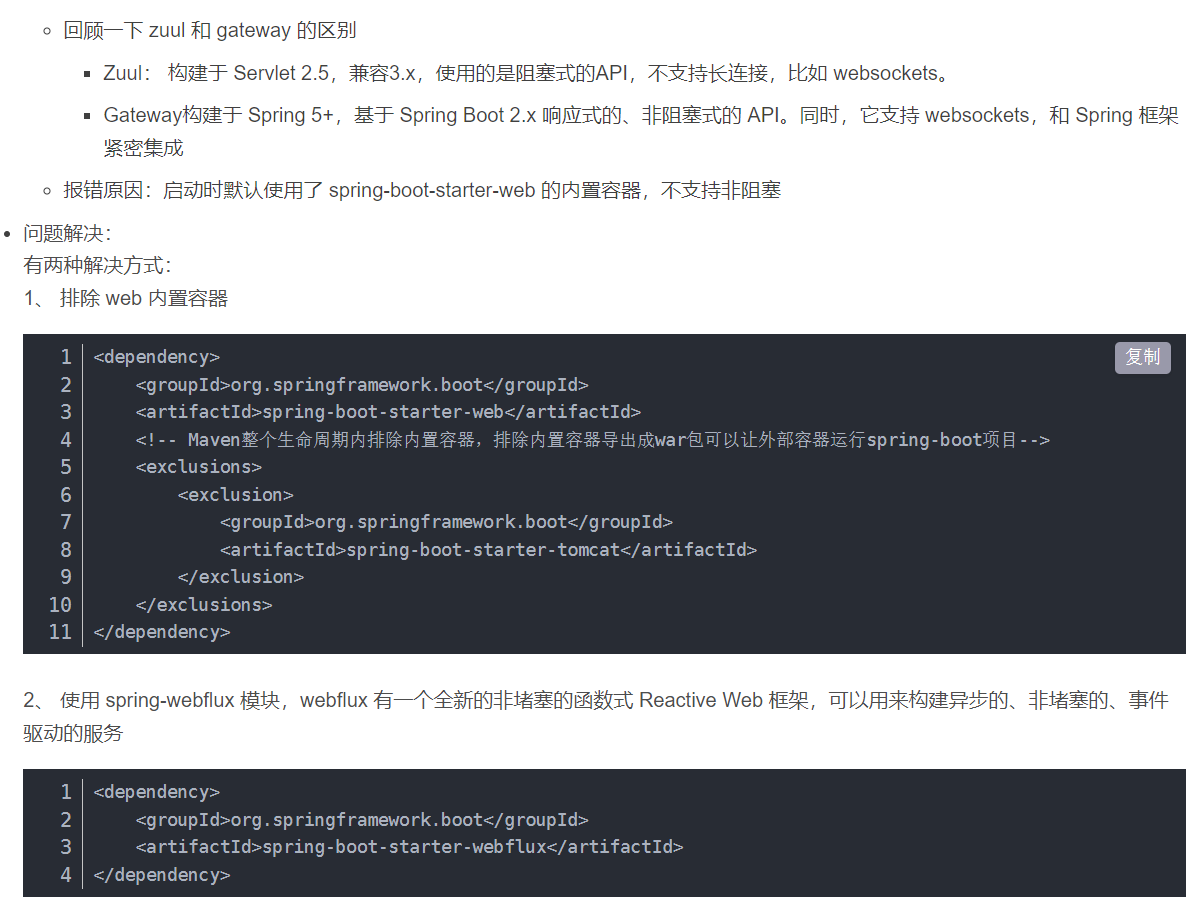 回顾一下 zuul 和 gateway 的区别
Zuul： 构建于 Servlet 2.5，兼容3.x，使用的是阻塞式的API，不支持长连接，比如 websockets。
Gateway构建于 Spring 5+，基于 Spring Boot 2.x 响应式的、非阻塞式的 API。同时，它支持 websockets，和 Spring 框架
紧密集成
报错原因：启动时默认使用了 spring-boot-starter-web 的内置容器，不支持非阻塞
问题解决：
有两种解决方式：
1、 排除 web 内置容器
复制
1 <dependency>
2     <groupId>org.springframework.boot</groupId>
3     <artifactId>spring-boot-starter-web</artifactId>
4     <!-- Maven整个生命周期内排除内置容器，排除内置容器导出成war包可以让外部容器运行spring-boot项目-->
5     <exclusions>
6         <exclusion>
7             <groupId>org.springframework.boot</groupId>
8             <artifactId>spring-boot-starter-tomcat</artifactId>
9         </exclusion>
10     </exclusions>
11 </dependency>
2、 使用 spring-webflux 模块，webflux 有一个全新的非堵塞的函数式 Reactive Web 框架，可以用来构建异步的、非堵塞的、事件
驱动的服务
1 <dependency>
2     <groupId>org.springframework.boot</groupId>
3     <artifactId>spring-boot-starter-webflux</artifactId>
4 </dependency>